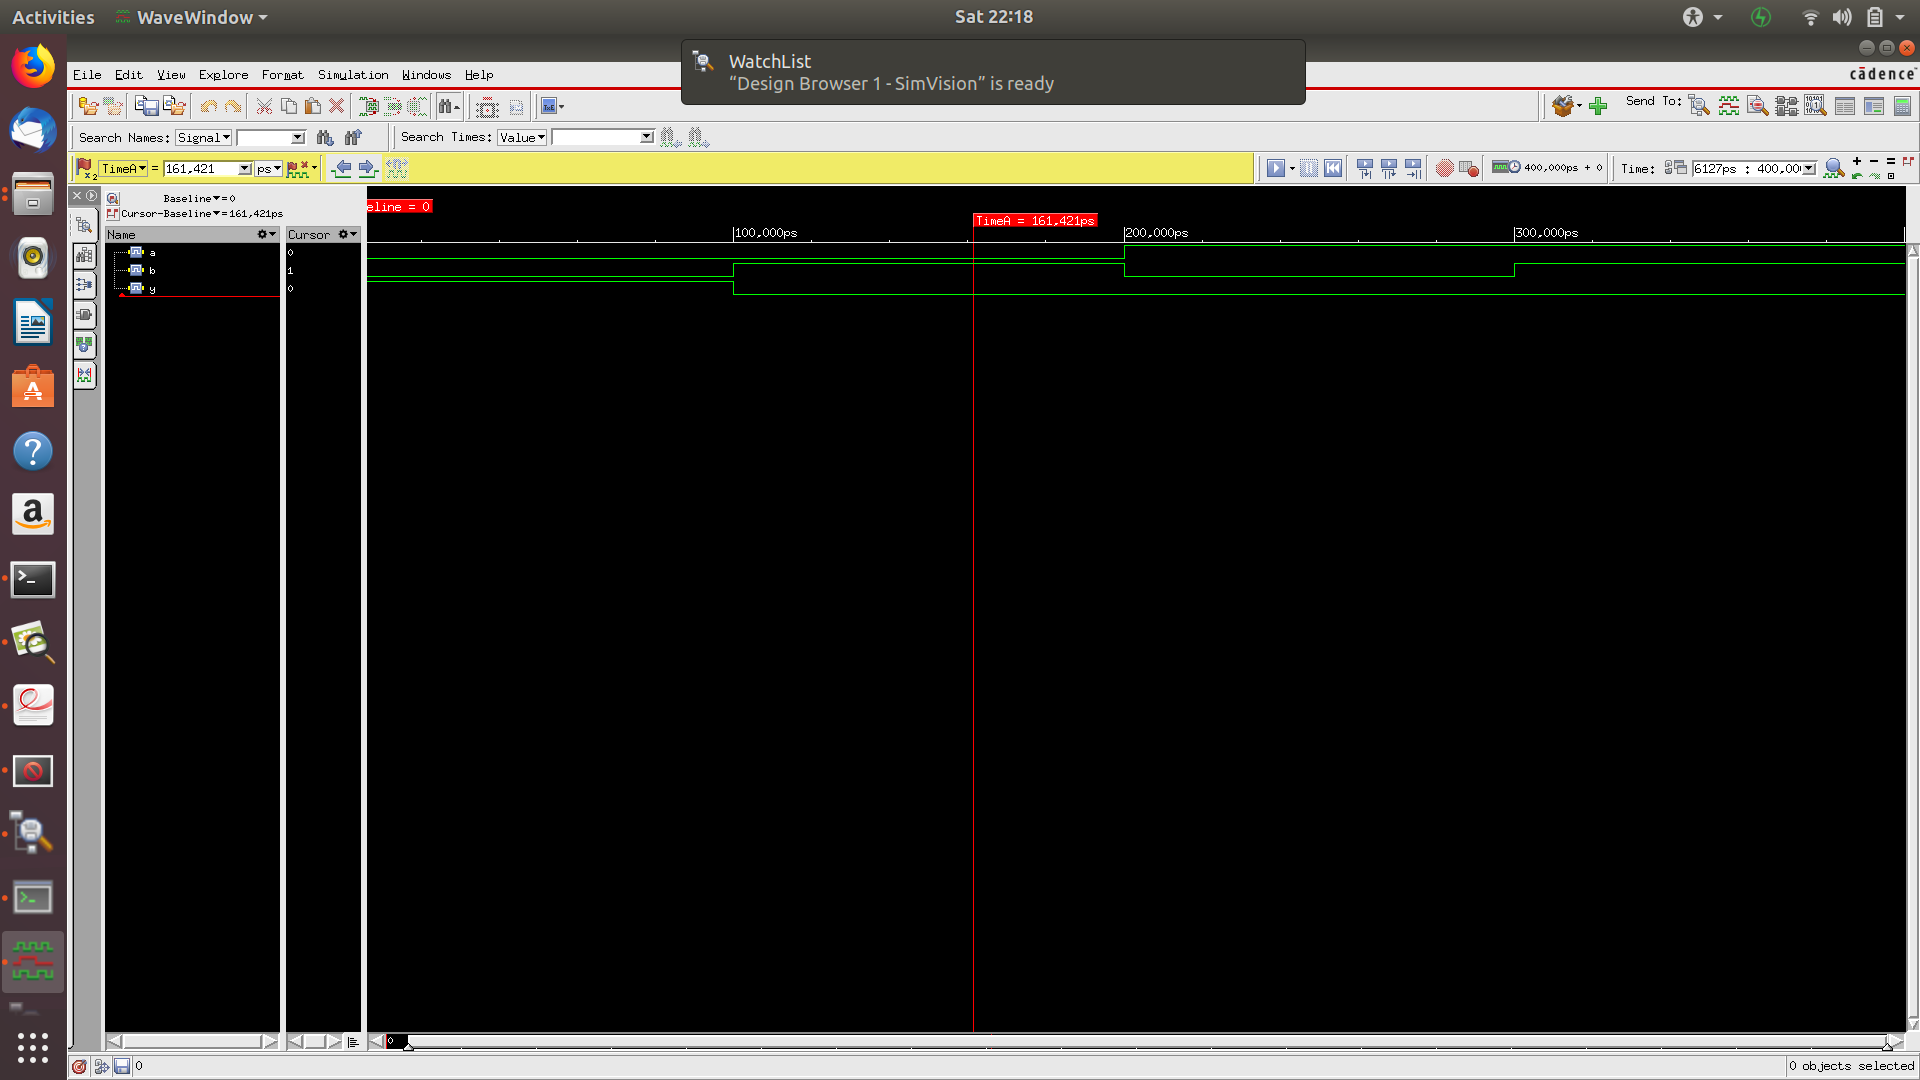 Activities WaveWindow Sat 22:18
WatchList
“Design Browser 1 - SimVision” is ready
File Edit View Explore Format Simulation Windows Help
cādence
Send To:
Search Names: Signal Search Times: Value
TimeA = 161,421 ps 400,000ps + 0 Time: 6127ps : 400,00
Baseline = 0
Cursor-Baseline = 161,421ps
eline = 0
TimeA = 161,421ps
Name Cursor 100,000ps 200,000ps 300,000ps
a 0
b 1
y 0
0
0 0 objects selected